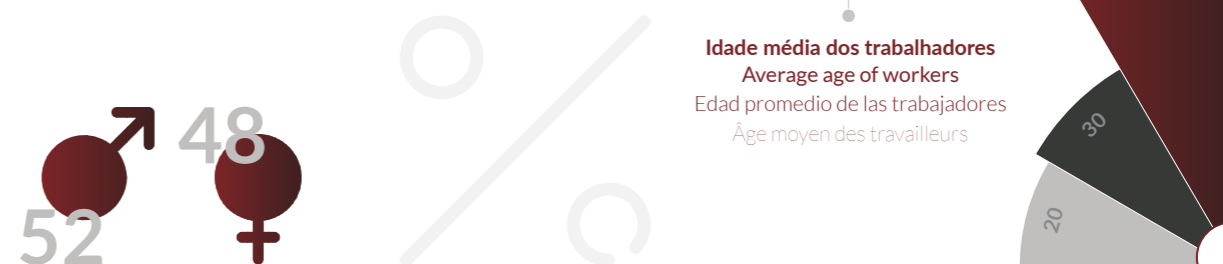 52
48
Idade média dos trabalhadores
Average age of workers
Edad promedio de las trabajadores
Âge moyen des travailleurs
30
20